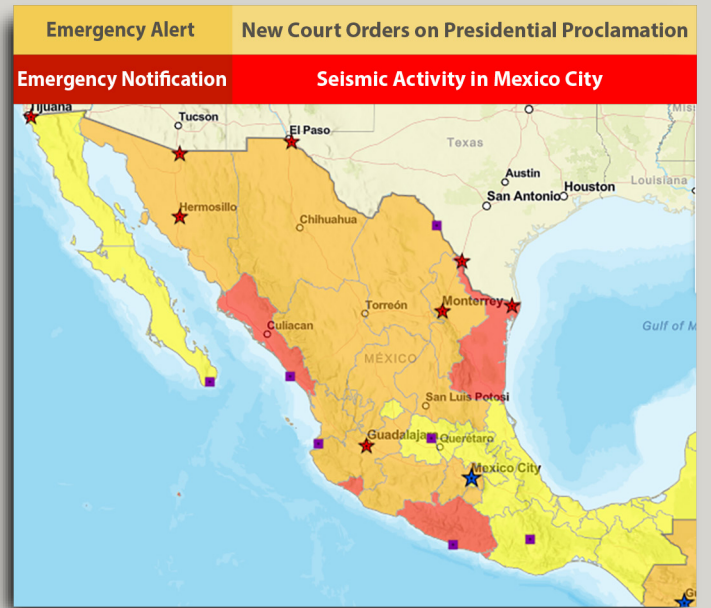 Emergency Alert
New Court Orders on Presidential Proclamation
Emergency Notification
Seismic Activity in Mexico City
Tijuana
Tucson
El Paso
Texas
Austin
San Antonio
Houston
Louisiana
Hermosillo
Chihuahua
Monterrey
Torreón
Culiacan
Gulf of M
MÉXICO
San Luis Potosi
Guadalajara
Querétaro
Mexico City